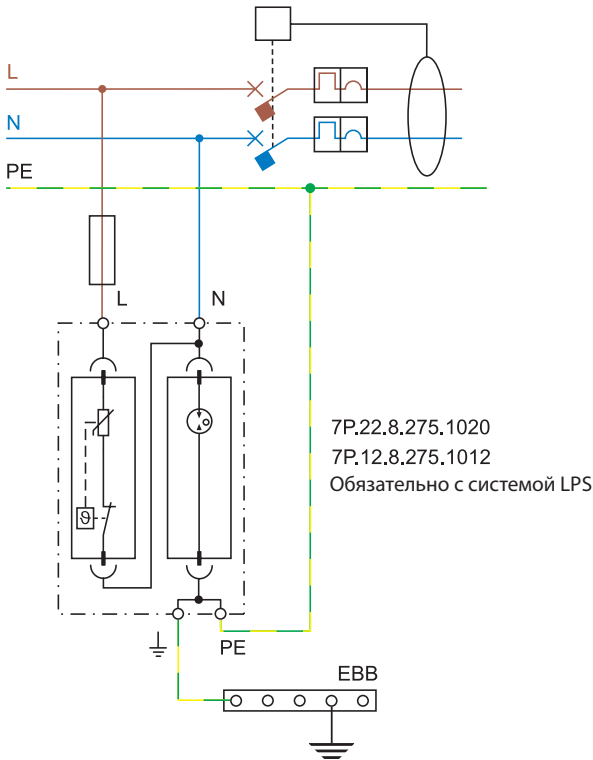 L
N
PE
L
N
ϑ
7P.22.8.275.1020
7P.12.8.275.1012
Обязательно с системой LPS
PE
EBB